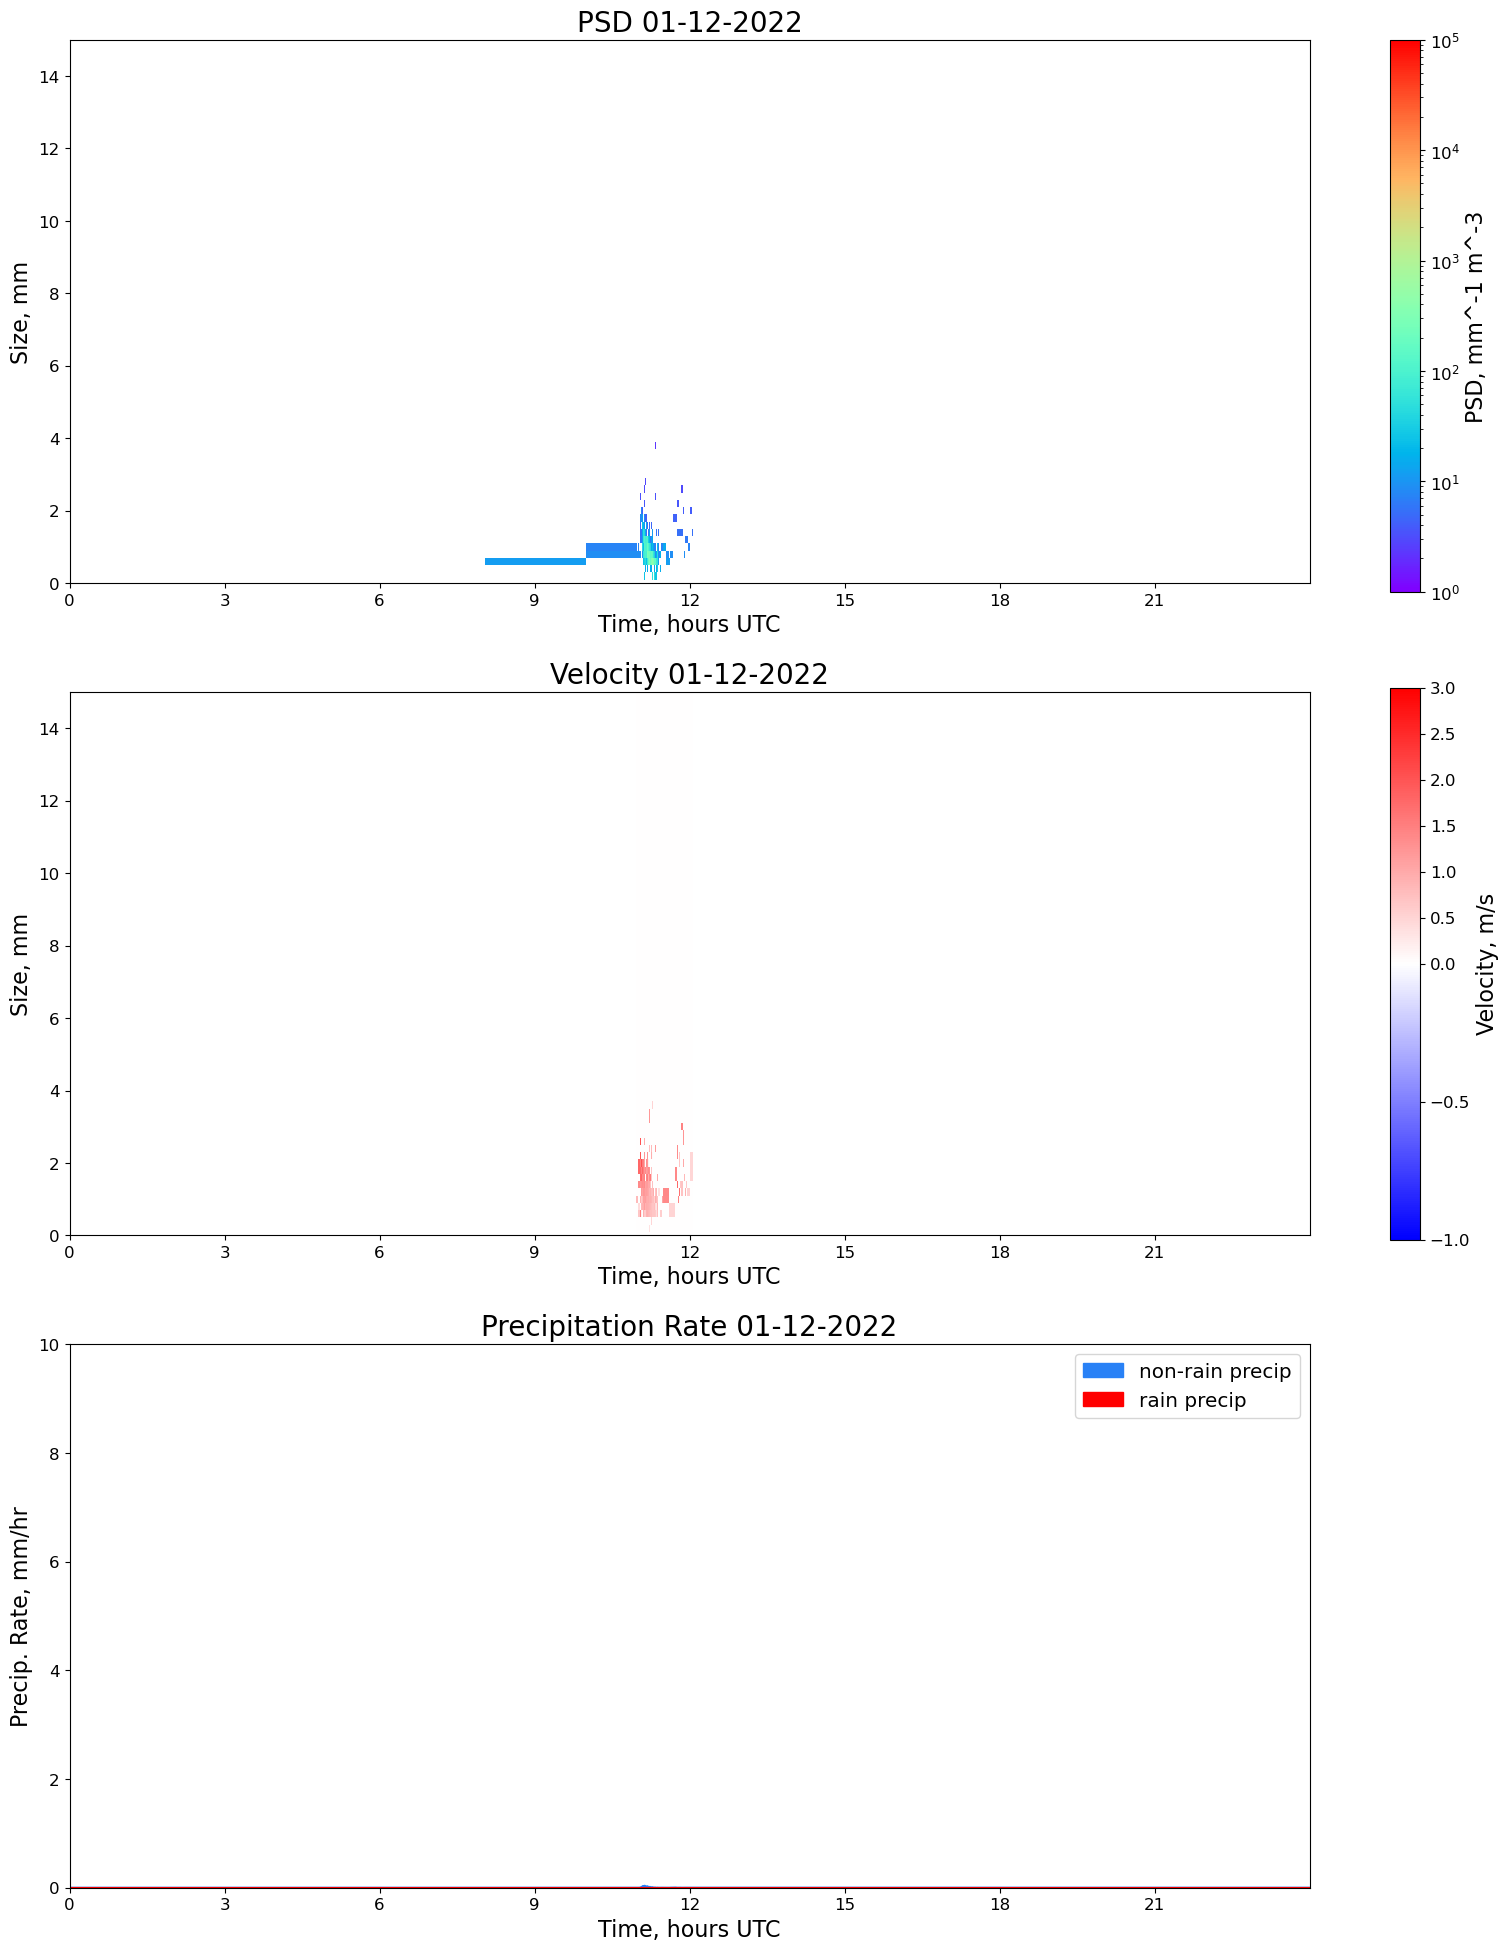 PSD 01-12-2022
14
12
10
8
6
4
2
0
Size, mm
0 3 6 9 12 15 18 21
Time, hours UTC
10^5
10^4
10^3
10^2
10^1
10^0
PSD, mm^-1 m^-3
Velocity 01-12-2022
14
12
10
8
6
4
2
0
Size, mm
0 3 6 9 12 15 18 21
Time, hours UTC
3.0
2.5
2.0
1.5
1.0
0.5
0.0
−0.5
−1.0
Velocity, m/s
Precipitation Rate 01-12-2022
10
8
6
4
2
0
Precip. Rate, mm/hr
non-rain precip
rain precip
0 3 6 9 12 15 18 21
Time, hours UTC